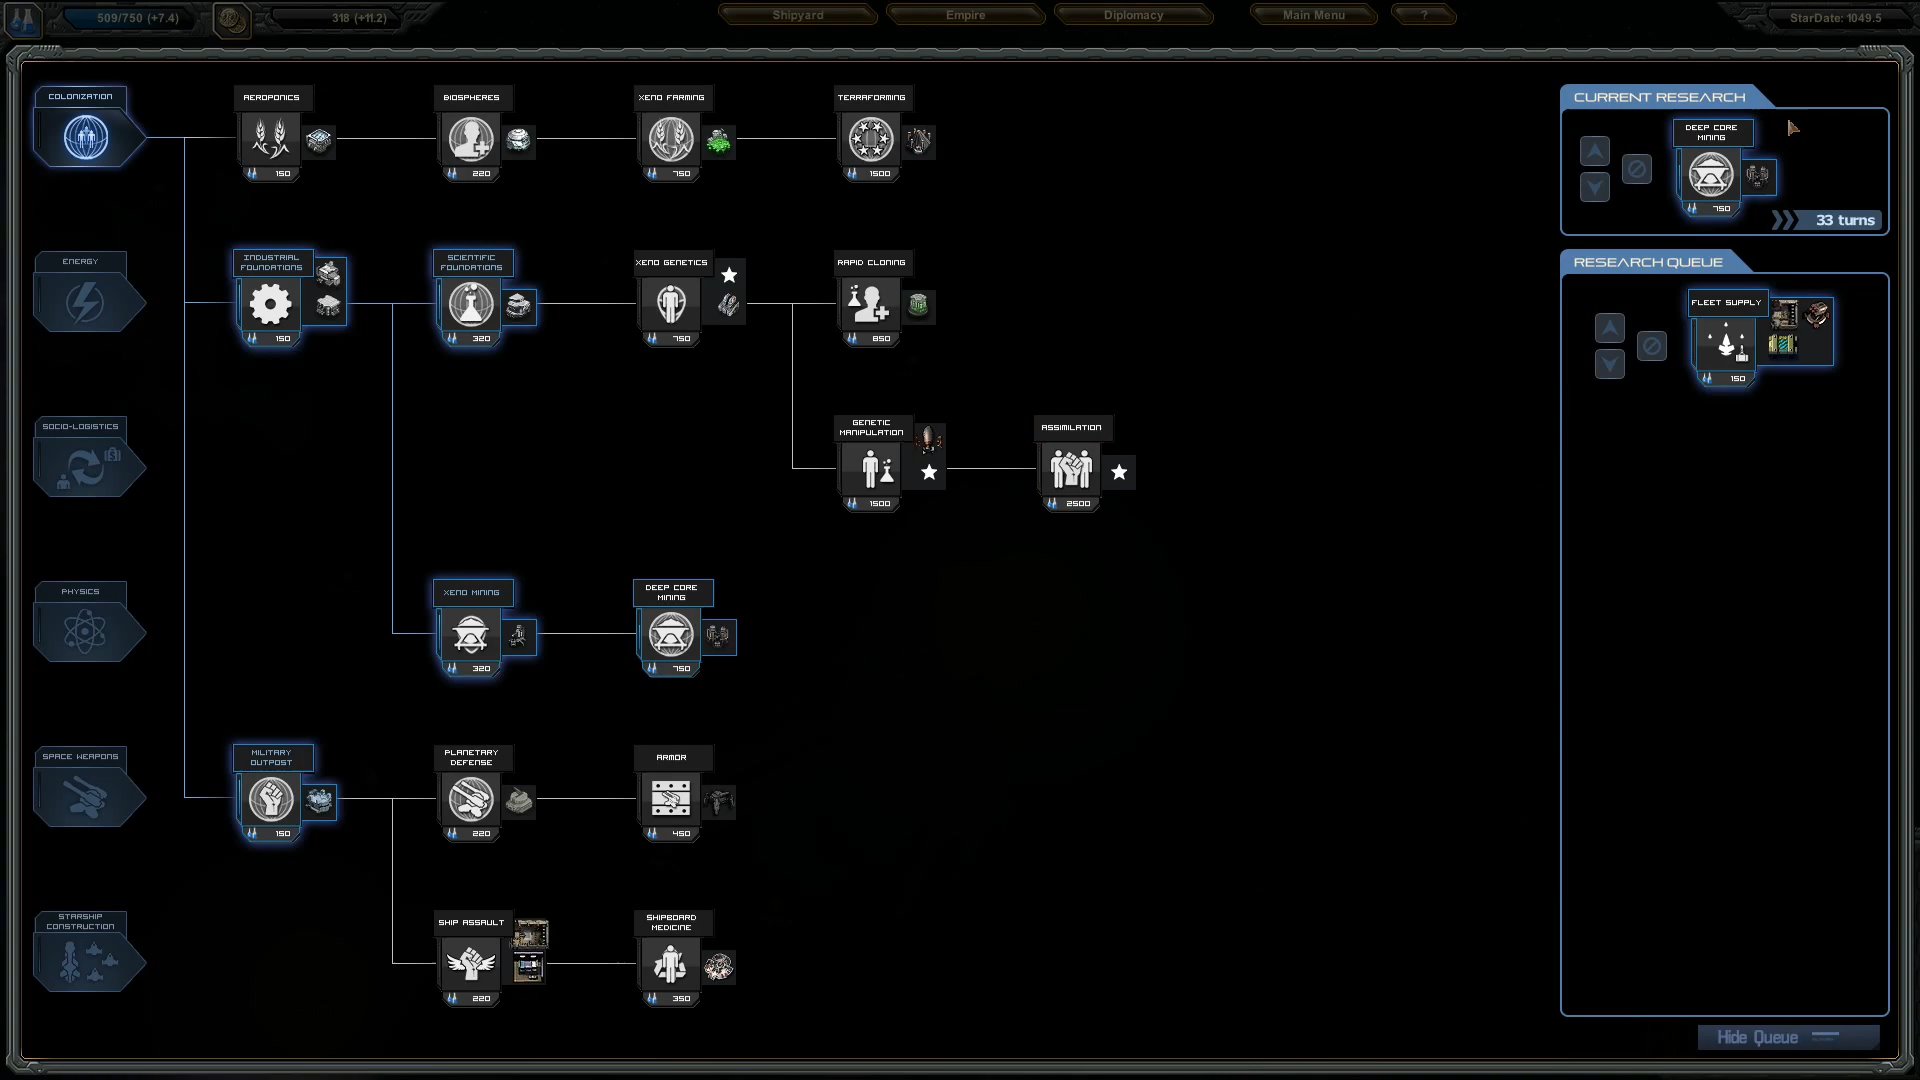 509/750 (+7.4)
318 (+11.2)
Shipyard
Empire
Diplomacy
Main Menu
?
StarDate: 1049.5
COLONIZATION
AEROPONICS
150
BIOSPHERES
220
XENO FARMING
750
TERRAFORMING
1500
CURRENT RESEARCH
DEEP CORE
MINING
750
33 turns
ENERGY
INDUSTRIAL
FOUNDATIONS
150
SCIENTIFIC
FOUNDATIONS
320
XENO GENETICS
750
RAPID CLONING
850
RESEARCH QUEUE
FLEET SUPPLY
150
SOCIO-LOGISTICS
GENETIC
MANIPULATION
1500
ASSIMILATION
2500
PHYSICS
XENO MINING
320
DEEP CORE
MINING
750
SPACE WEAPONS
MILITARY
OUTPOST
150
PLANETARY
DEFENSE
220
ARMOR
450
STARSHIP
CONSTRUCTION
SHIP ASSAULT
220
SHIPBOARD
MEDICINE
350
Hide Queue